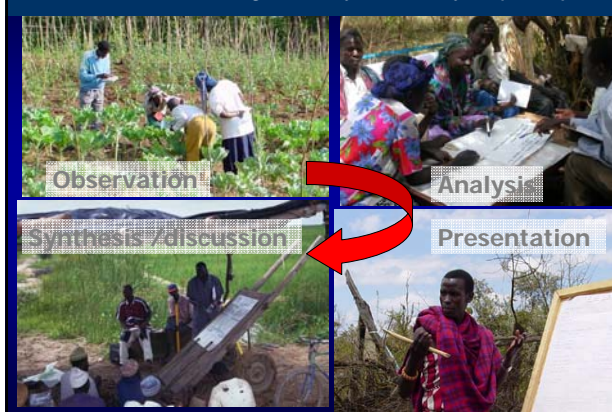 Observation
Analysis
Synthesis /discussion
Presentation